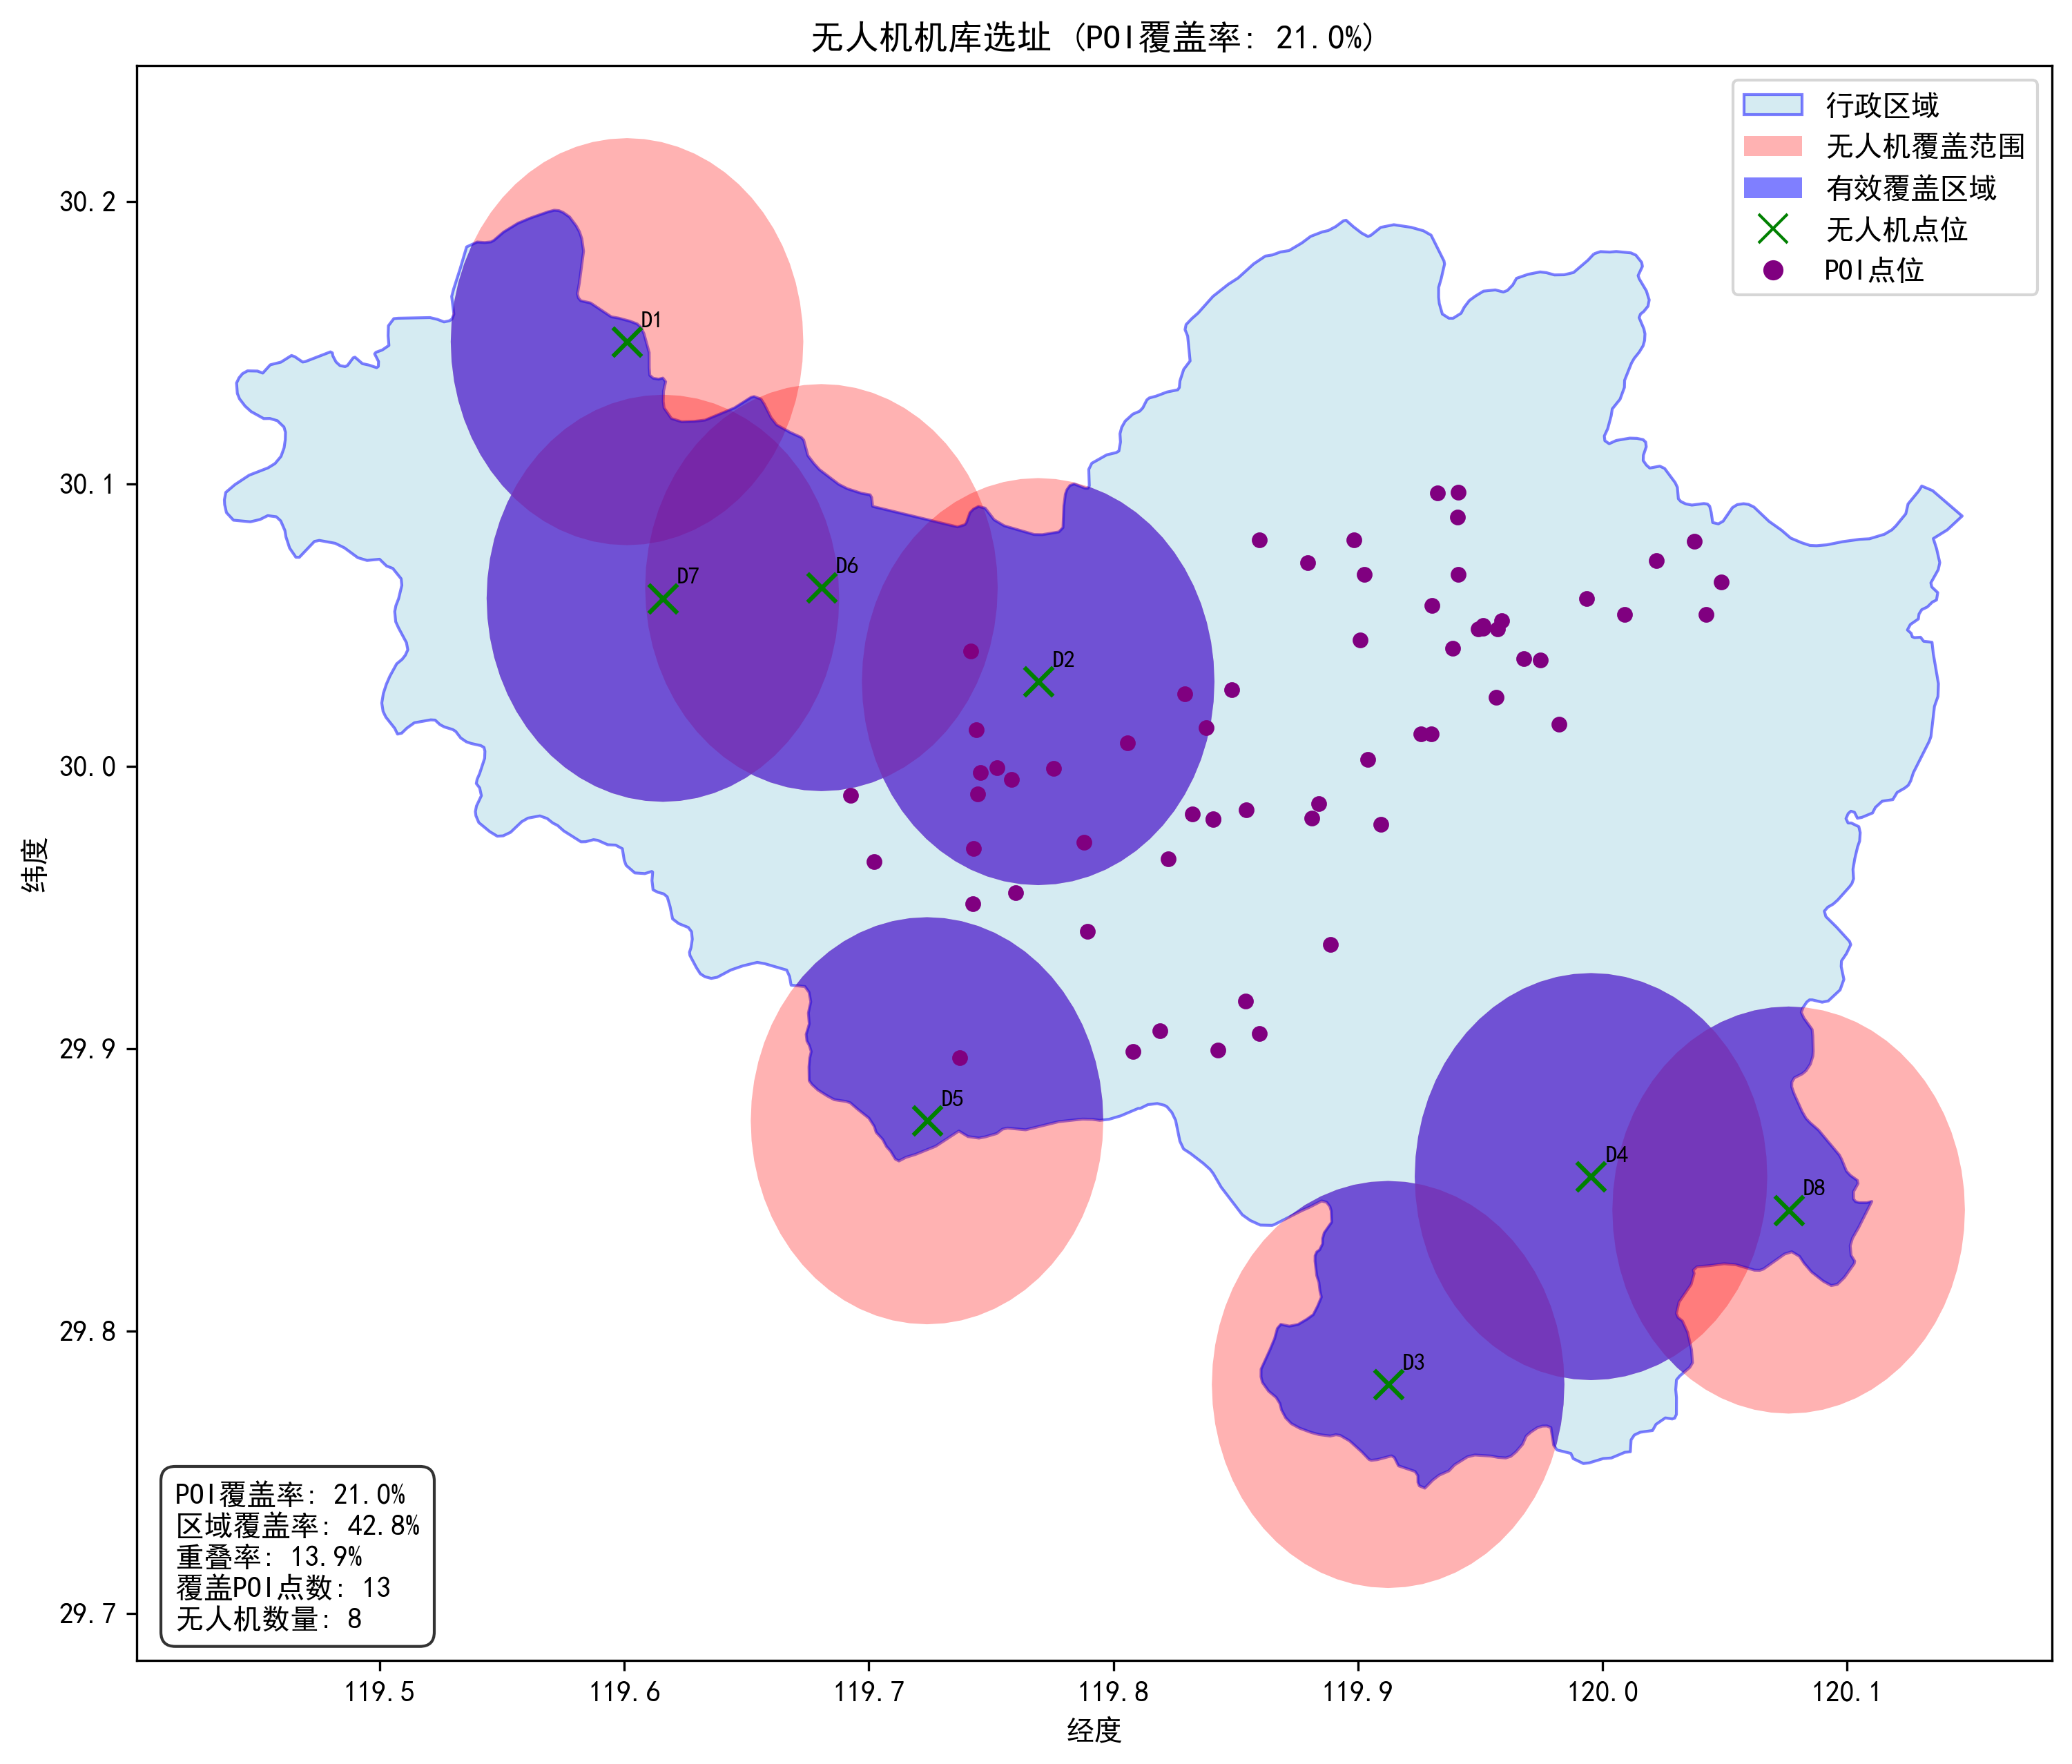 无人机机库选址 (POI覆盖率: 21.0%)
行政区域
无人机覆盖范围
有效覆盖区域
无人机点位
POI点位
30.2
30.1
30.0
29.9
29.8
29.7
纬度
D1
D7
D6
D2
D5
D4
D8
D3
POI覆盖率: 21.0%
区域覆盖率: 42.8%
重叠率: 13.9%
覆盖POI点数: 13
无人机数量: 8
119.5
119.6
119.7
119.8
119.9
120.0
120.1
经度